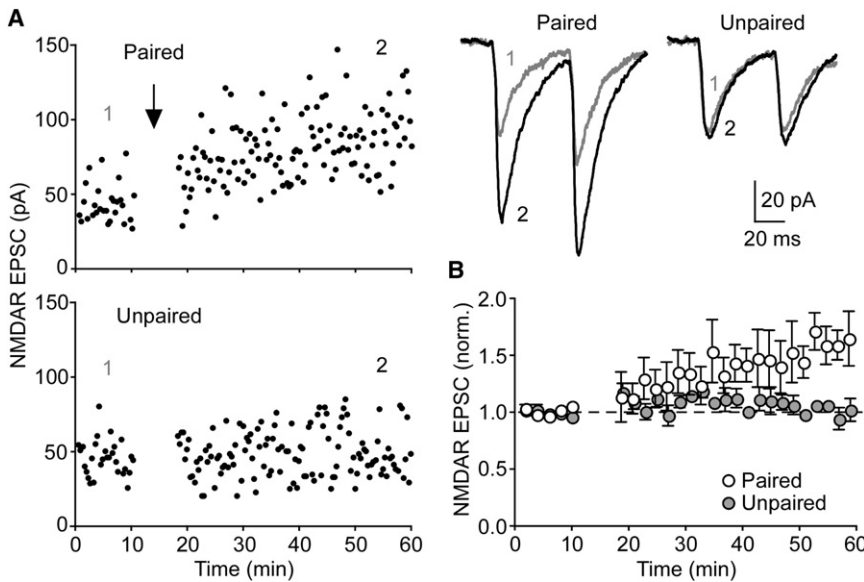 A
Paired
1
2
150
100
50
0
Unpaired
1
2
150
100
50
0
NMDAR EPSC (pA)
0 10 20 30 40 50 60
Time (min)
Paired
Unpaired
1
2
1
2
20 pA
20 ms
B
2.0
1.5
1.0
0.5
0.0
NMDAR EPSC (norm.)
Paired
Unpaired
0 10 20 30 40 50 60
Time (min)